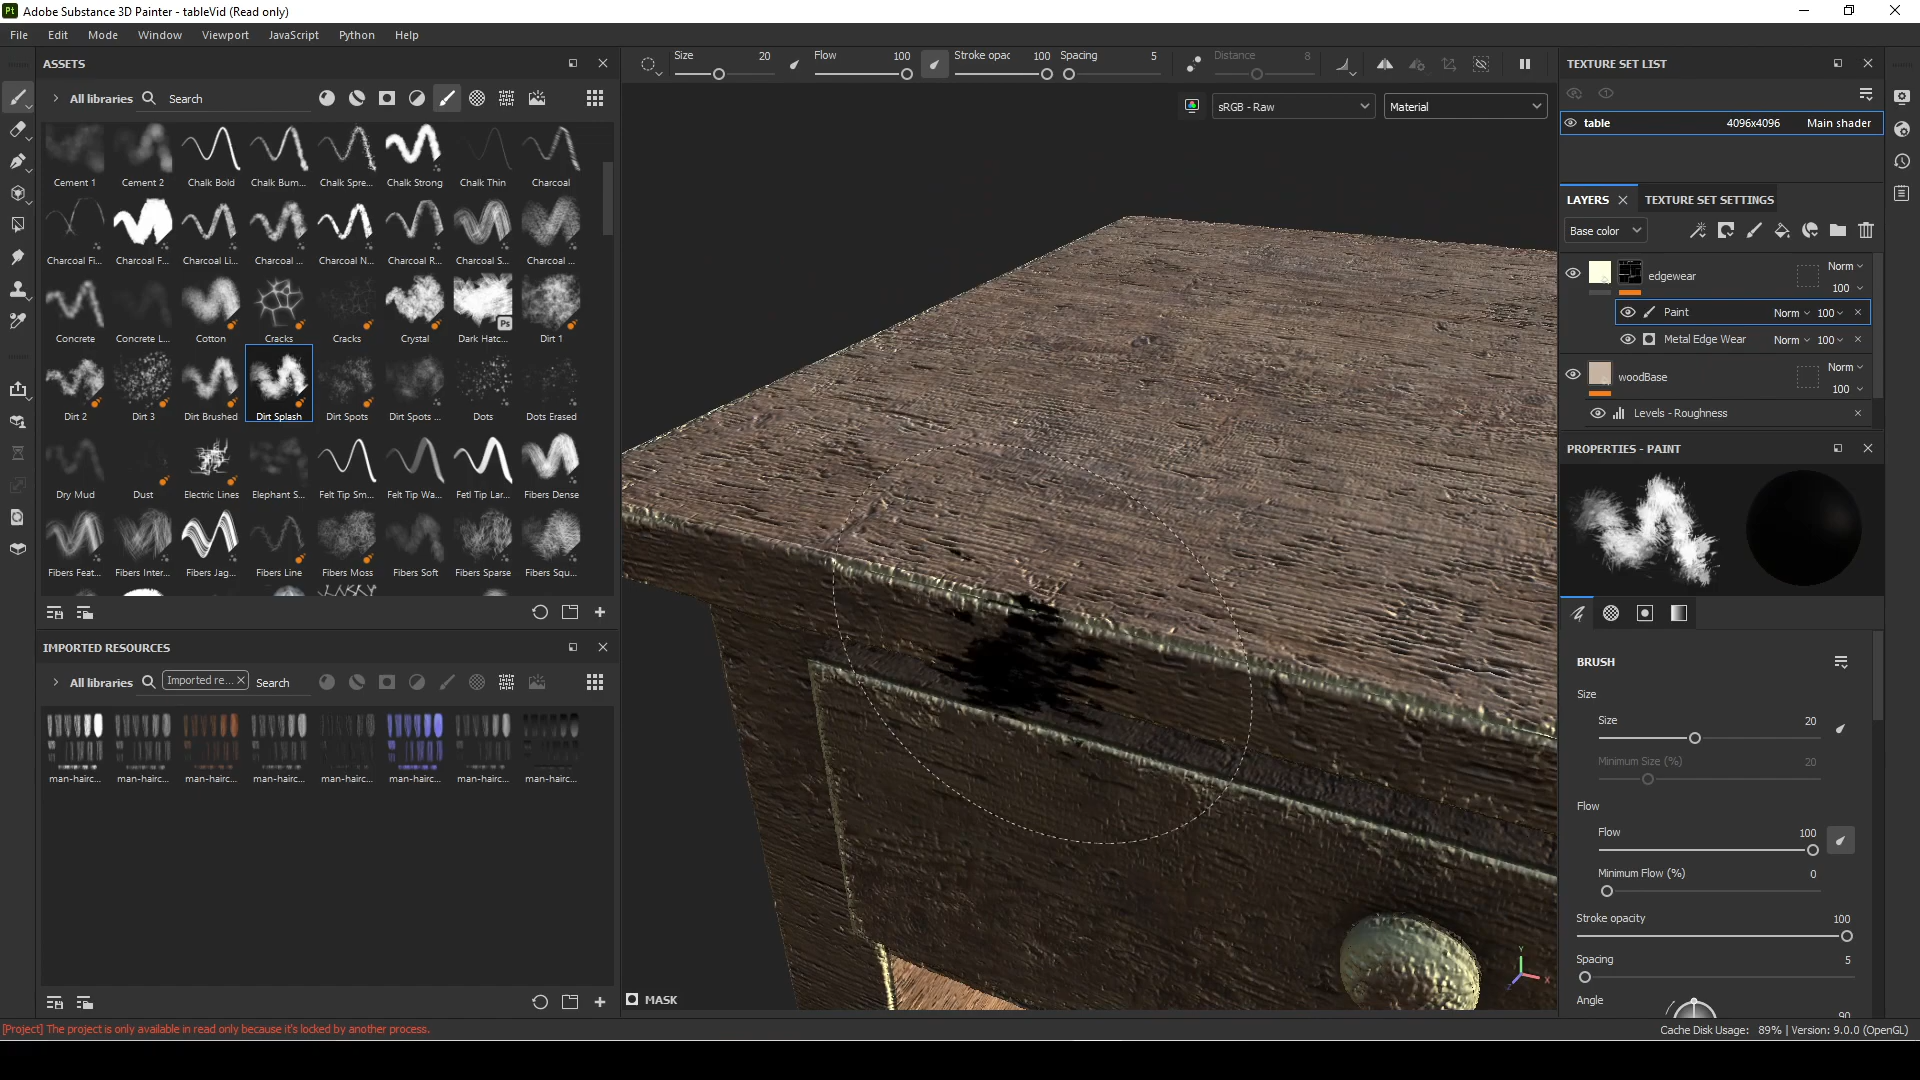 Pt Adobe Substance 3D Painter - tableVid (Read only)
File Edit Mode Window Viewport JavaScript Python Help
ASSETS
Size 20 Flow 100 Stroke opac 100 Spacing 5 Distance 8
All libraries Search
sRGB - Raw Material
Cement 1 Cement 2 Chalk Bold Chalk Bum... Chalk Spre... Chalk Strong Chalk Thin Charcoal
Charcoal Fi... Charcoal F... Charcoal Li... Charcoal ... Charcoal N... Charcoal R... Charcoal S... Charcoal ...
Concrete Concrete L... Cotton Cracks Cracks Crystal Dark Hatc... Dirt 1
Ps
Dirt 2 Dirt 3 Dirt Brushed Dirt Splash Dirt Spots Dirt Spots ... Dots Dots Erased
Dry Mud Dust Electric Lines Elephant S... Felt Tip Sm... Felt Tip Wa... Fetl Tip Lar... Fibers Dense
Fibers Feat... Fibers Inter... Fibers Jag... Fibers Line Fibers Moss Fibers Soft Fibers Sparse Fibers Squ...
IMPORTED RESOURCES
All libraries Imported re... Search
man-hairc... man-hairc... man-hairc... man-hairc... man-hairc... man-hairc... man-hairc... man-hairc...
MASK
Y
X
Z
TEXTURE SET LIST
table 4096x4096 Main shader
LAYERS TEXTURE SET SETTINGS
Base color
edgewear Norm
100
Paint Norm 100
Metal Edge Wear Norm 100
woodBase Norm
100
Levels - Roughness
PROPERTIES - PAINT
BRUSH
Size
Size 20
Minimum Size (%) 20
Flow
Flow 100
Minimum Flow (%) 0
Stroke opacity 100
Spacing 5
Angle 90
[Project] The project is only available in read only because it's locked by another process.
Cache Disk Usage: 89% | Version: 9.0.0 (OpenGL)